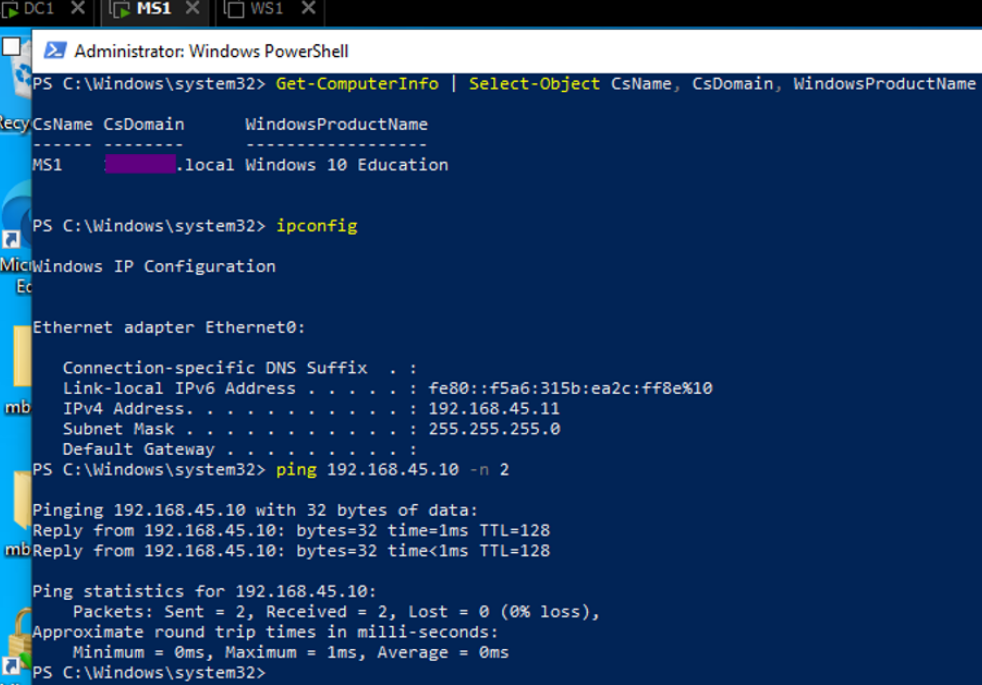 DC1 MS1 WS1
Administrator: Windows PowerShell
PS C:\Windows\system32> Get-ComputerInfo | Select-Object CsName, CsDomain, WindowsProductName
CsName CsDomain      WindowsProductName
------ --------      ------------------
MS1    .local Windows 10 Education
PS C:\Windows\system32> ipconfig
Windows IP Configuration
Ethernet adapter Ethernet0:
   Connection-specific DNS Suffix  . :
   Link-local IPv6 Address . . . . . : fe80::f5a6:315b:ea2c:ff8e%10
   IPv4 Address. . . . . . . . . . . : 192.168.45.11
   Subnet Mask . . . . . . . . . . . : 255.255.255.0
   Default Gateway . . . . . . . . . :
PS C:\Windows\system32> ping 192.168.45.10 -n 2
Pinging 192.168.45.10 with 32 bytes of data:
Reply from 192.168.45.10: bytes=32 time=1ms TTL=128
Reply from 192.168.45.10: bytes=32 time<1ms TTL=128
Ping statistics for 192.168.45.10:
    Packets: Sent = 2, Received = 2, Lost = 0 (0% loss),
Approximate round trip times in milli-seconds:
    Minimum = 0ms, Maximum = 1ms, Average = 0ms
PS C:\Windows\system32>